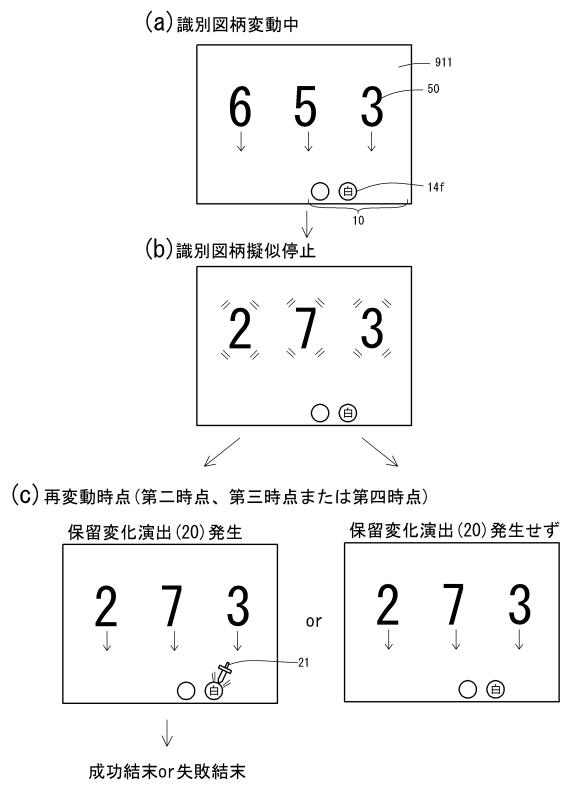 (a) 識別図柄変動中
911
6 5 3
50
白
14f
10
(b) 識別図柄擬似停止
2 7 3
白
(c) 再変動時点(第二時点、第三時点または第四時点)
保留変化演出(20)発生
2 7 3
21
白
成功結末or失敗結末
or
保留変化演出(20)発生せず
2 7 3
白